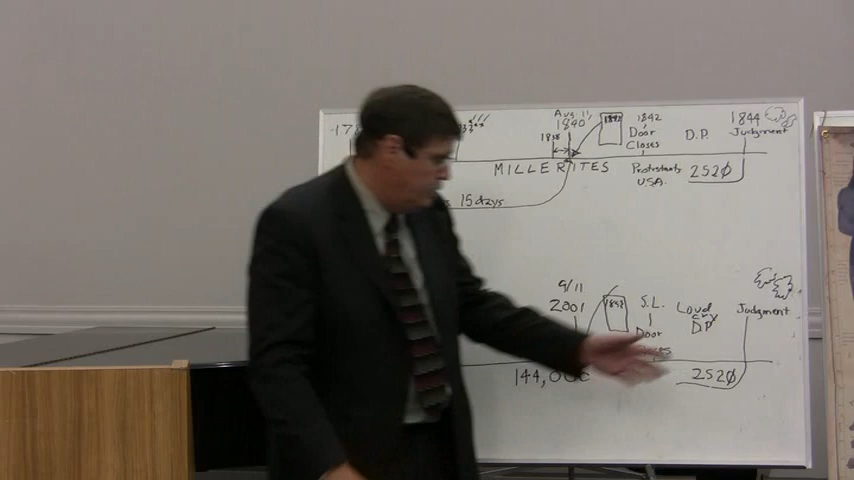 178
Aug. 11
1840
1838
1842
Door
Closes
D.P.
1844
Judgment
MILLERITES
Protestants
USA.
2520
15 days
9/11
2001
S.L.
Door
Loud
Cry
DP
Judgment
144,000
2520